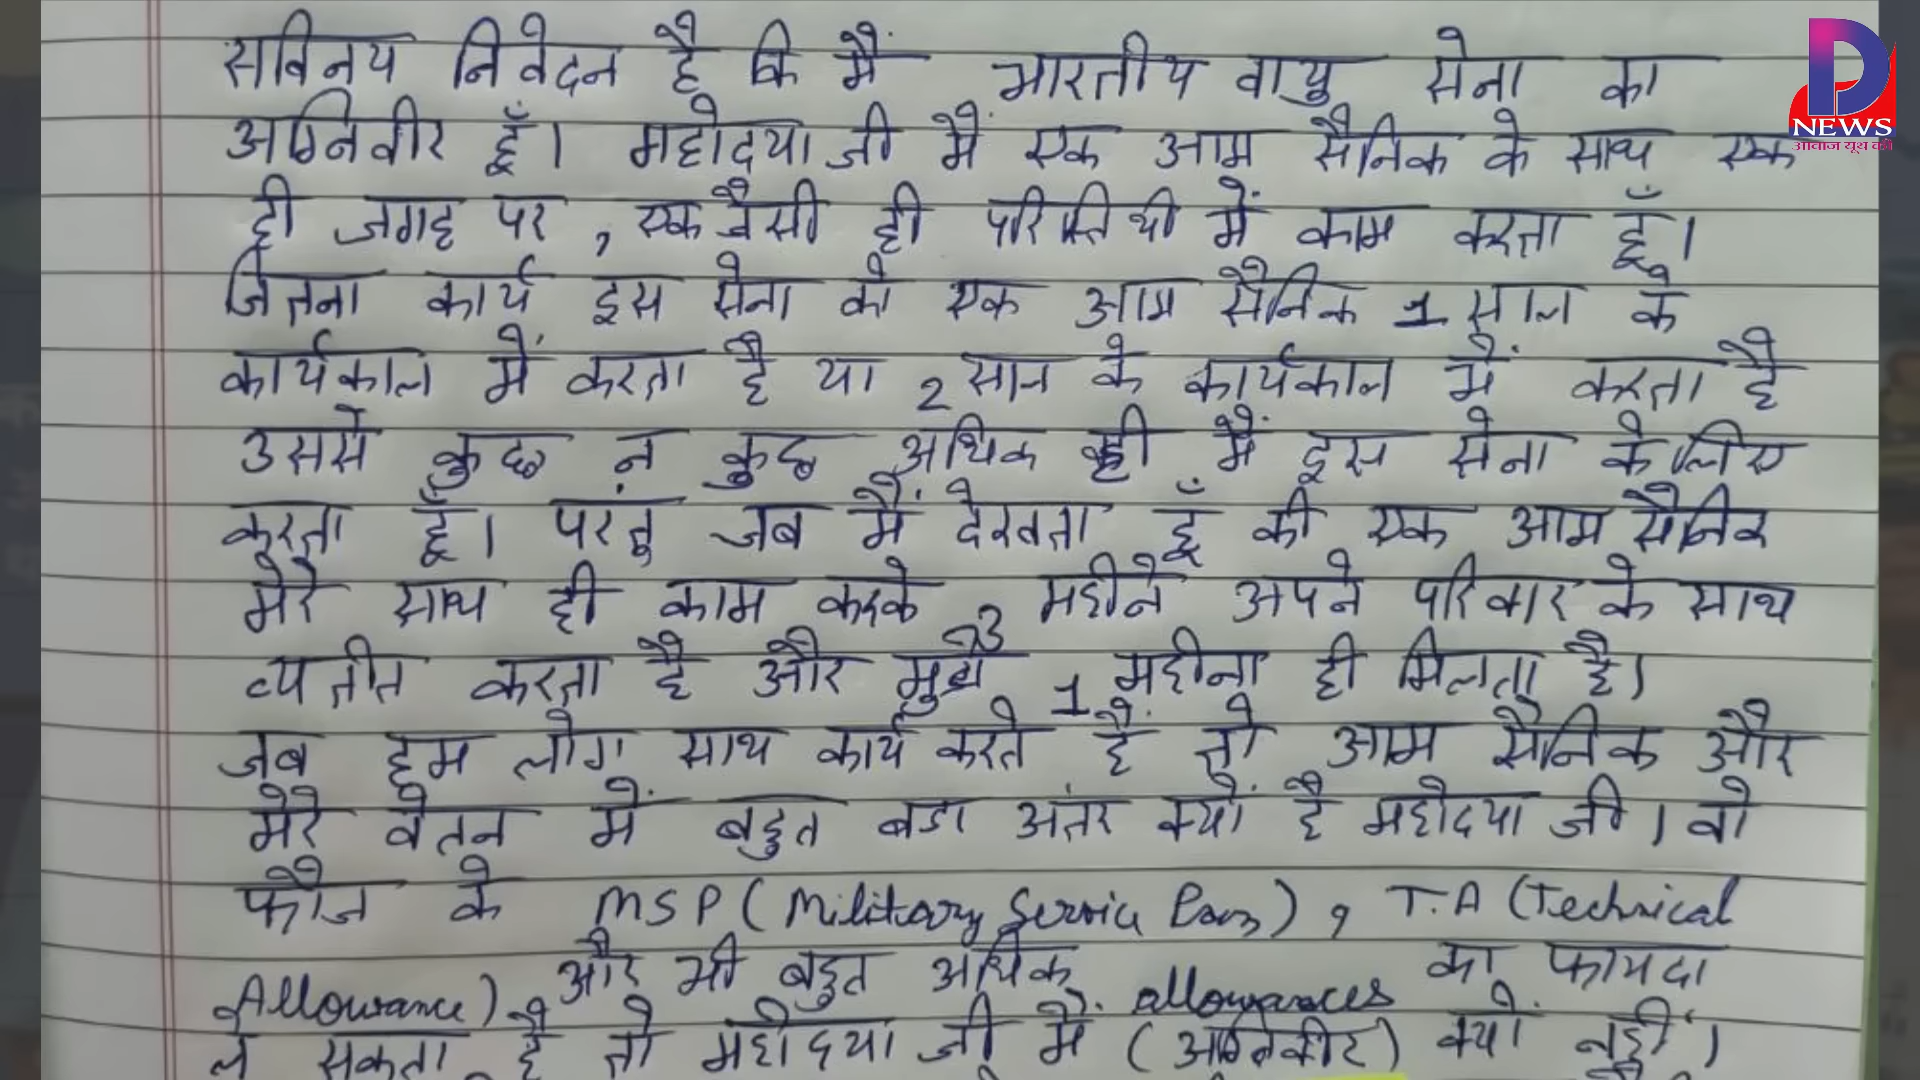 सविनय निवेदन है कि मैं भारतीय वायु सेना का
अग्निवीर हूँ। महोदया जी मैं एक आम सैनिक के साथ एक
ही जगह पर , एक जैसी ही परिस्तिथी में काम करता हूँ।
जितना कार्य इस सेना को एक आम सैनिक 1 साल के
कार्यकाल में करता है या 2 साल के कार्यकाल में करता है
उससे कुछ न कुछ अधिक ही मैं इस सेना के लिए
करता हूँ। परंतु जब मैं देखता हूँ की एक आम सैनिक
मेरे साथ ही काम करके 3 महीने अपने परिवार के साथ
व्यतीत करता है और मुझे 1 महीना ही मिलता है।
जब हम लोग साथ कार्य करते हैं तो आम सैनिक और
मेरे वेतन में बहुत बडा अंतर क्यों है महोदया जी। वो
फौज के MSP (Military Service Pay) , T.A (Technical
Allowance) और भी बहुत अधिक allowances का फायदा
ले सकता है तो महोदया जी मैं (अग्निवीर) क्यों नहीं।
D
NEWS
आवाज यूथ की